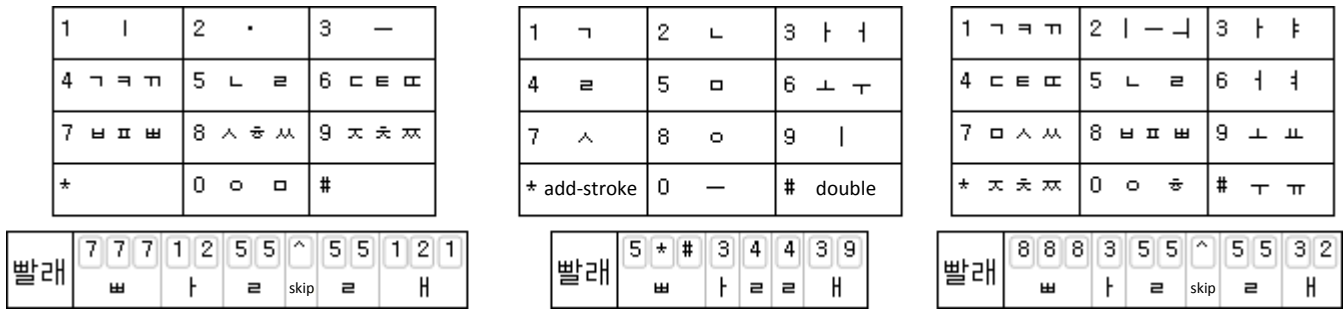 1 ㅣ 2 · 3 ㅡ
4 ㄱ ㅋ ㄲ 5 ㄴ ㄹ 6 ㄷ ㅌ ㄸ
7 ㅂ ㅍ ㅃ 8 ㅅ ㅎ ㅆ 9 ㅈ ㅊ ㅉ
* 0 ㅇ ㅁ #
빨래 7 7 7 1 2 5 5 ^ 5 5 1 2 1
ㅃ ㅏ ㄹ skip ㄹ ㅐ
1 ㄱ 2 ㄴ 3 ㅏ ㅓ
4 ㄹ 5 ㅁ 6 ㅗ ㅜ
7 ㅅ 8 ㅇ 9 ㅣ
* add-stroke 0 ㅡ # double
빨래 5 * # 3 4 4 3 9
ㅃ ㅏ ㄹ ㄹ ㅐ
1 ㄱ ㅋ ㄲ 2 ㅣ ㅡ ㅢ 3 ㅏ ㅑ
4 ㄷ ㅌ ㄸ 5 ㄴ ㄹ 6 ㅓ ㅕ
7 ㅁ ㅅ ㅆ 8 ㅂ ㅍ ㅃ 9 ㅗ ㅛ
* ㅈ ㅊ ㅉ 0 ㅇ ㅎ # ㅜ ㅠ
빨래 8 8 8 3 5 5 ^ 5 5 3 2
ㅃ ㅏ ㄹ skip ㄹ ㅐ